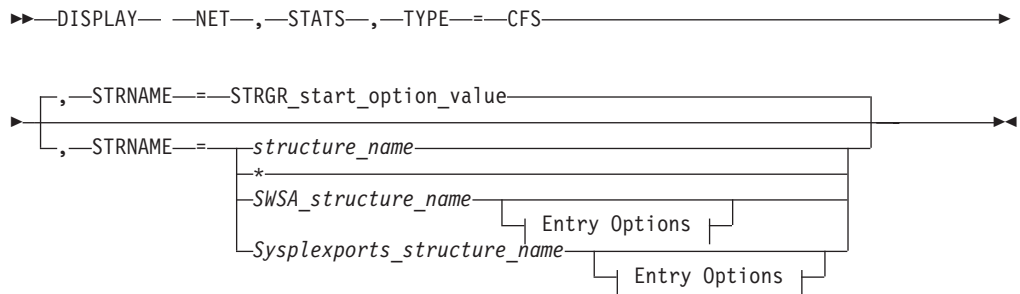 DISPLAY NET , STATS , TYPE = CFS
, STRNAME = STRGR_start_option_value
, STRNAME = structure_name
*
SWSA_structure_name
Entry Options
Sysplexports_structure_name
Entry Options